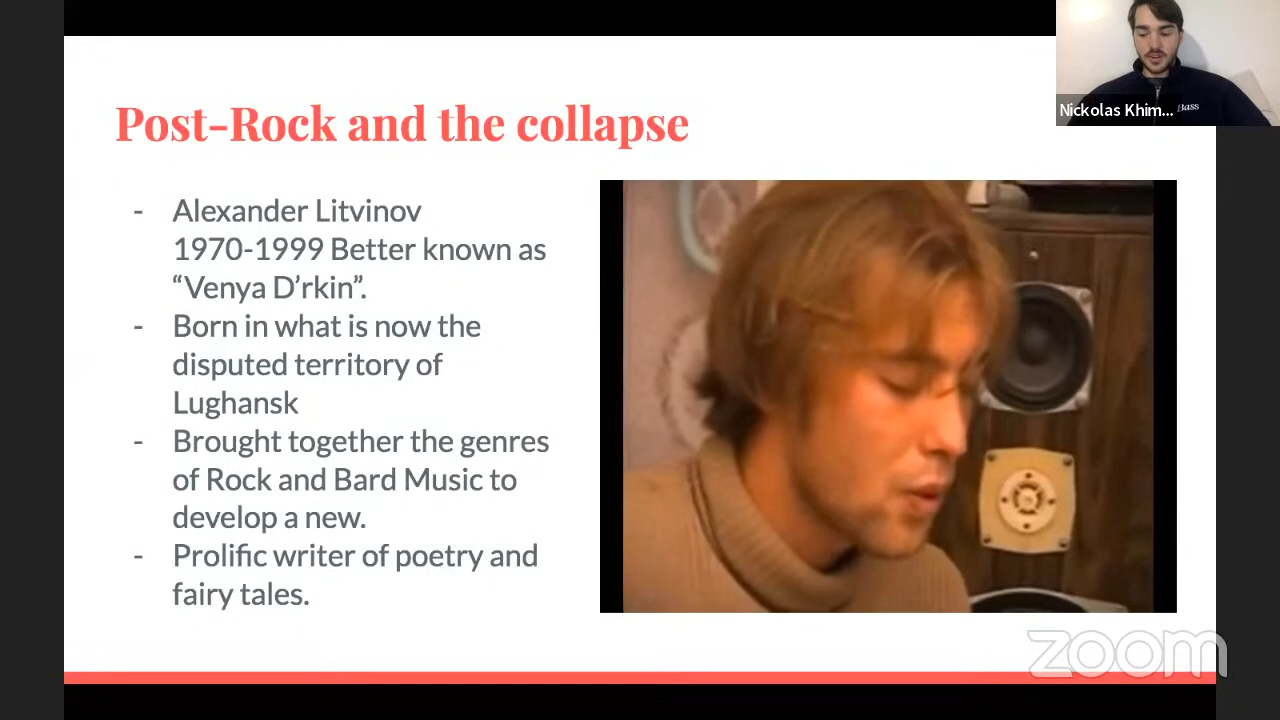 Post-Rock and the collapse
- Alexander Litvinov
1970-1999 Better known as
“Venya D’rkin”.
- Born in what is now the
disputed territory of
Lughansk
- Brought together the genres
of Rock and Bard Music to
develop a new.
- Prolific writer of poetry and
fairy tales.
Nickolas Khim...
Bass
zoom